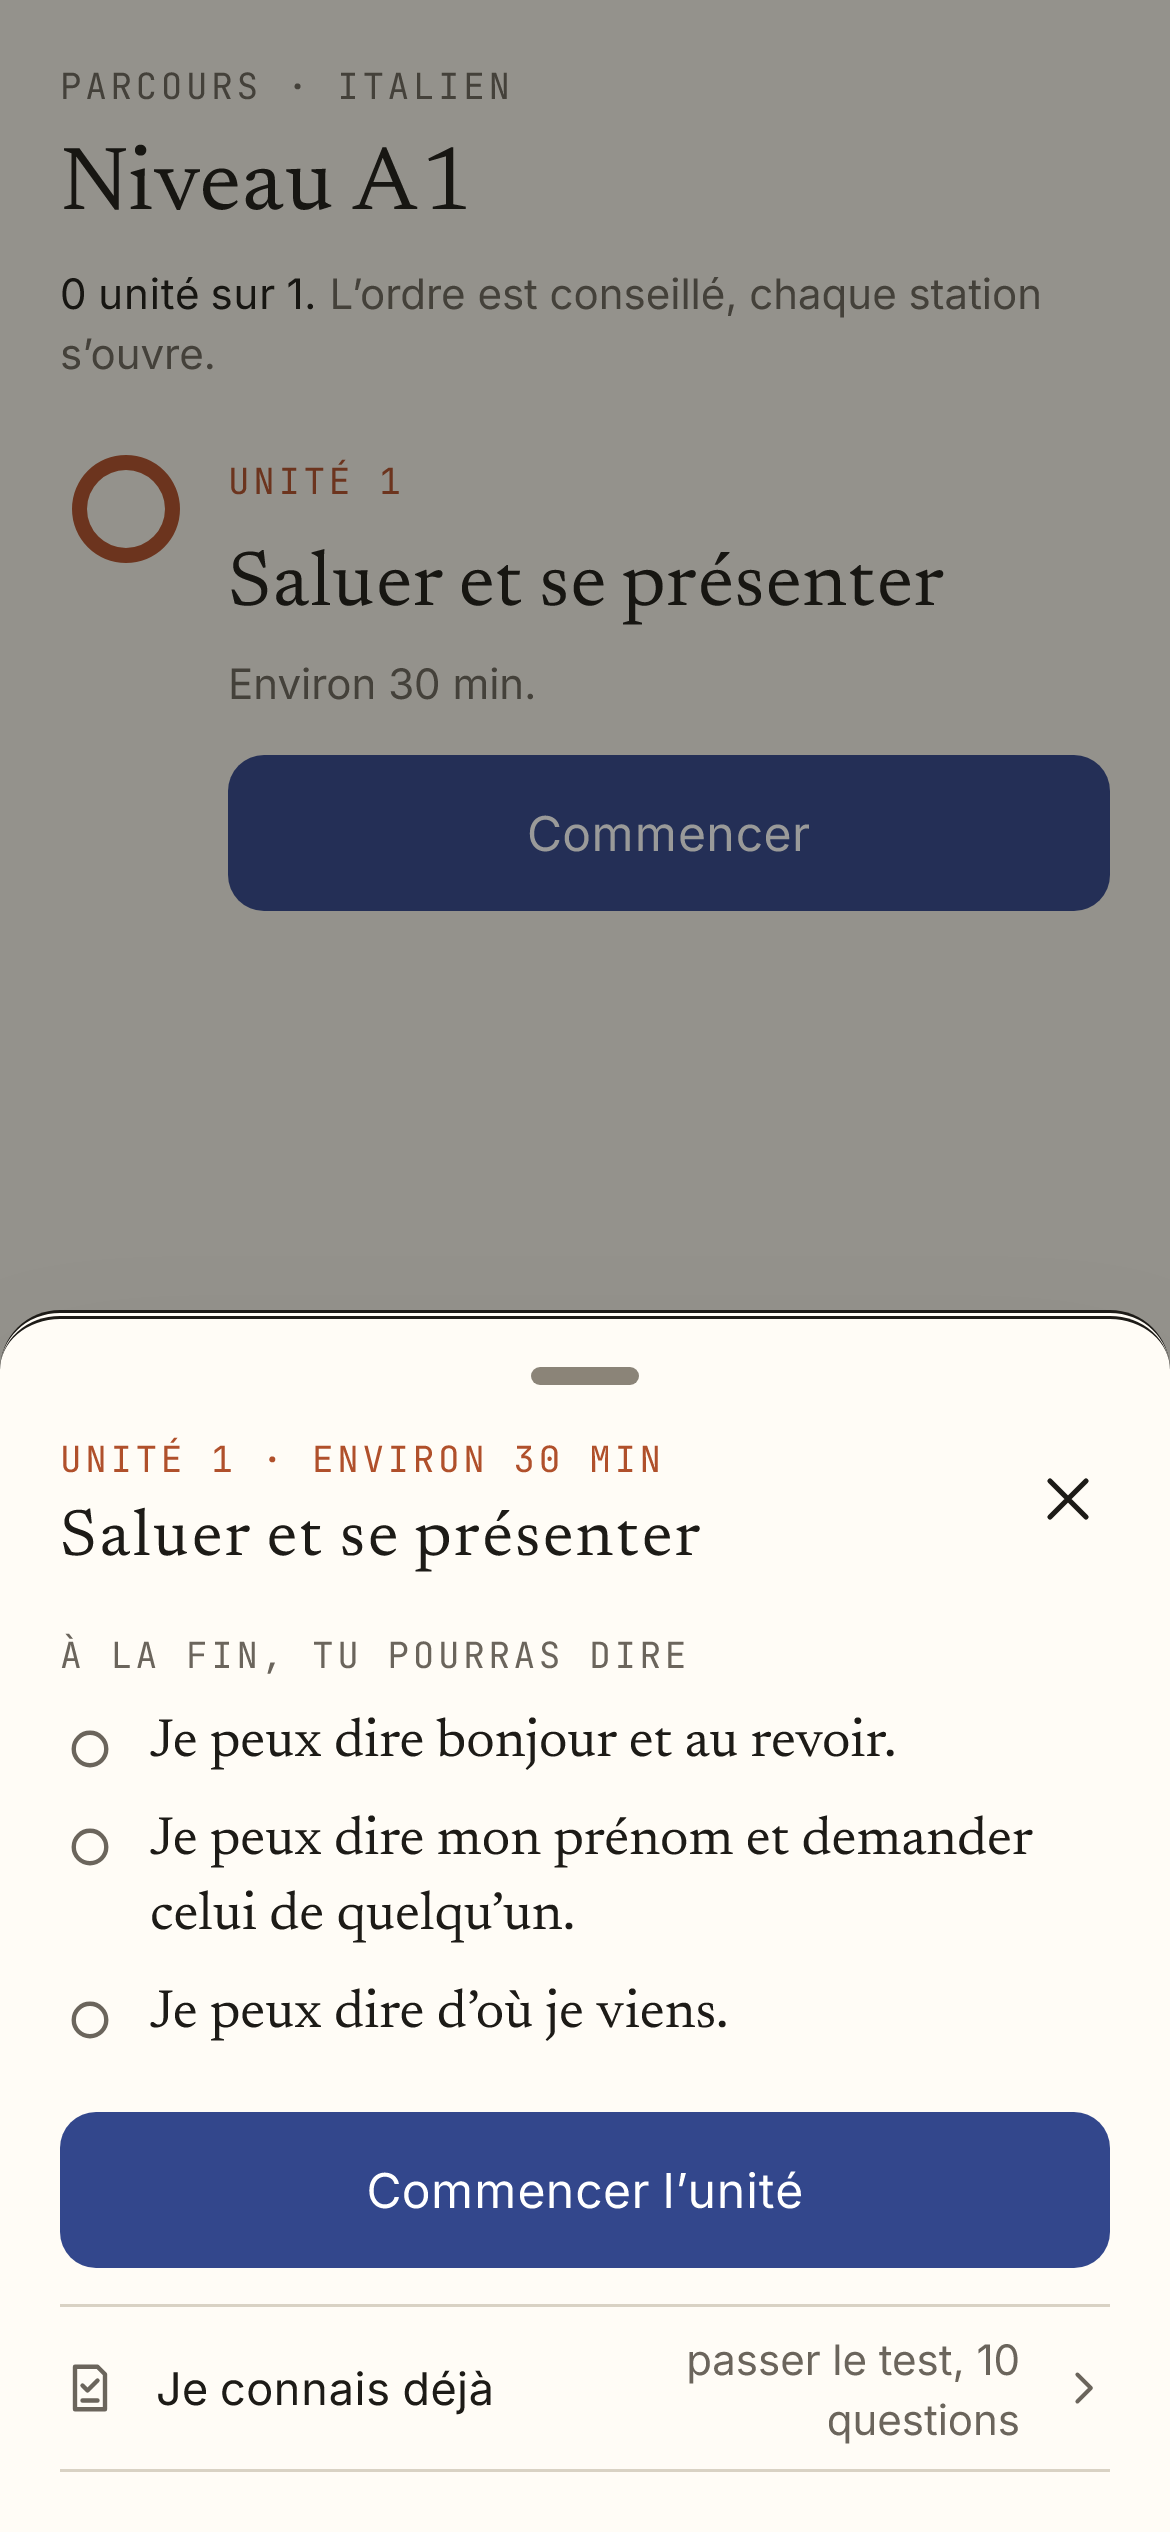 PARCOURS · ITALIEN
Niveau A1
0 unité sur 1. L’ordre est conseillé, chaque station
s’ouvre.
UNITÉ 1
Saluer et se présenter
Environ 30 min.
Commencer
UNITÉ 1 · ENVIRON 30 MIN
Saluer et se présenter
À LA FIN, TU POURRAS DIRE
Je peux dire bonjour et au revoir.
Je peux dire mon prénom et demander
celui de quelqu’un.
Je peux dire d’où je viens.
Commencer l’unité
Je connais déjà
passer le test, 10
questions